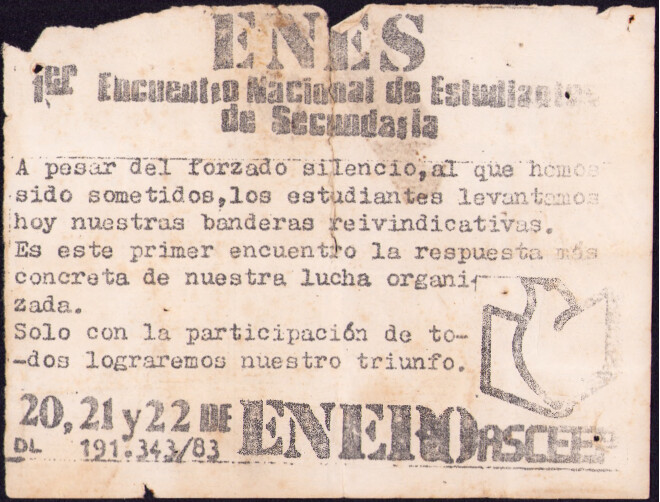 ENES
1er Encuentro Nacional de Estudiantes
de Secundaria
A pesar del forzado silencio,al que hemos
sido sometidos,los estudiantes levantamos
hoy nuestras banderas reivindicativas.
Es este primer encuentro la respuesta más
concreta de nuestra lucha organi-
zada.
Solo con la participación de to-
-dos lograremos nuestro triunfo.
20, 21 y 22 DE ENERO ASCEEP
DL 191.343/83